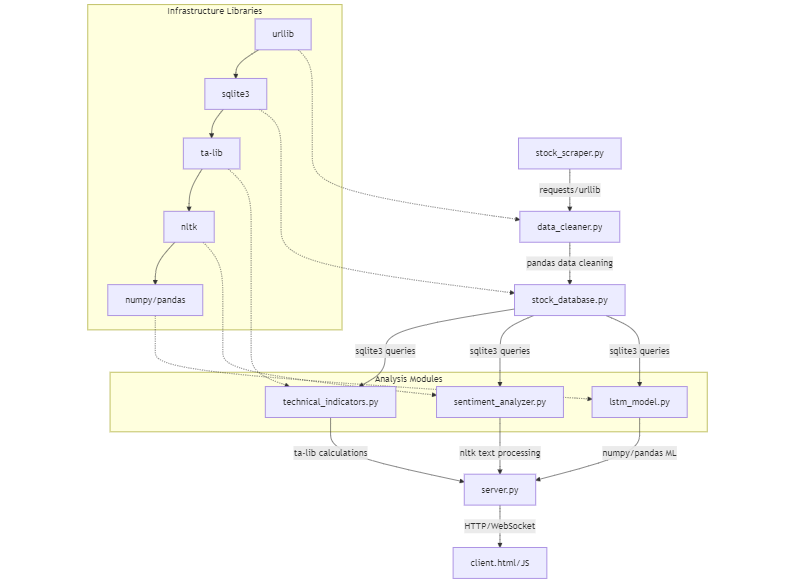 Infrastructure Libraries
urllib
sqlite3
ta-lib
stock_scraper.py
requests/urllib
nltk
data_cleaner.py
pandas data cleaning
numpy/pandas
stock_database.py
sqlite3 queries
sqlite3 queries
sqlite3 queries
Analysis Modules
technical_indicators.py
sentiment_analyzer.py
lstm_model.py
ta-lib calculations
nltk text processing
numpy/pandas ML
server.py
HTTP/WebSocket
client.html/JS